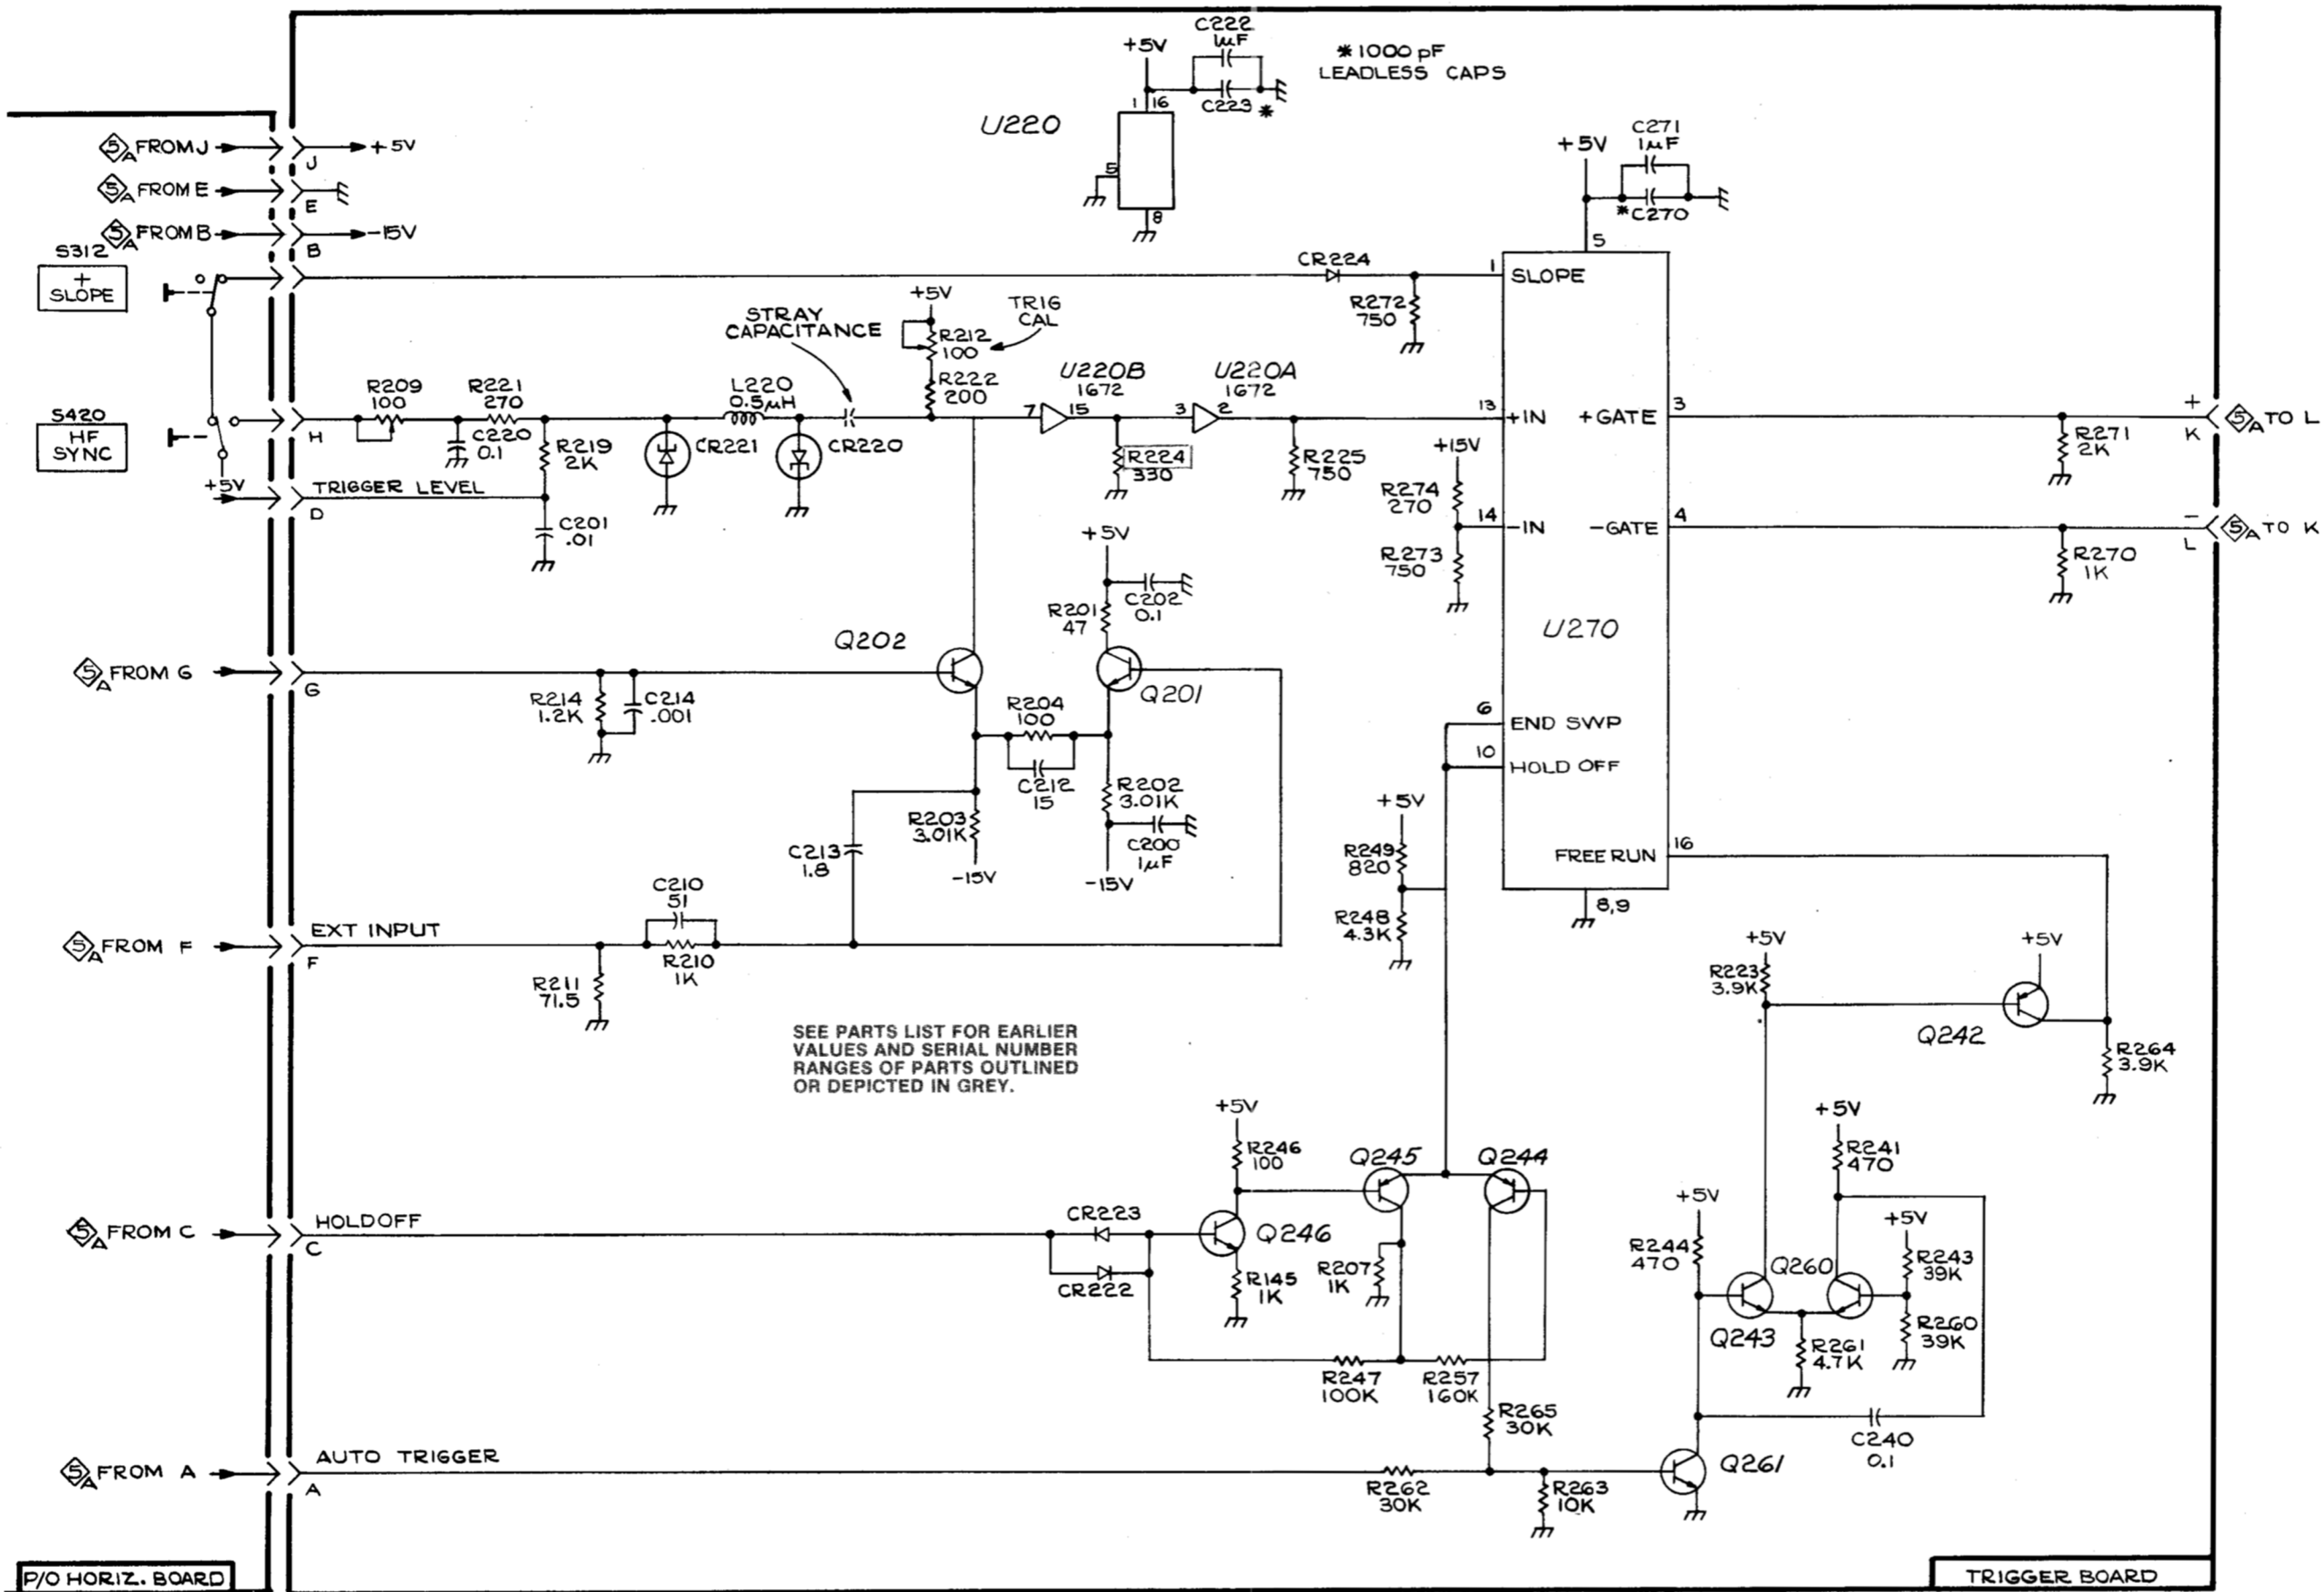 C222
1µF
+5V
*1000 pF
LEADLESS CAPS
1 16
C223 *
U220
5
8
5 A FROM J
J
+5V
5 A FROM E
E
5 A FROM B
B
-15V
S312
+
SLOPE
C271
1µF
+5V
*C270
5
CR224
1
SLOPE
R272
750
STRAY
CAPACITANCE
+5V
TRIG
CAL
R212
100
R222
200
R209
100
R221
270
L220
0.5µH
U220B
1672
U220A
1672
7
15
3
2
13
+IN
+GATE
3
+
K
5 A TO L
S420
HF
SYNC
H
C220
0.1
R219
2K
CR221
CR220
R224
330
R225
750
+15V
R271
2K
+5V
TRIGGER LEVEL
D
R274
270
C201
.01
14
-IN
-GATE
4
-
L
5 A TO K
R273
750
R270
1K
+5V
C202
0.1
R201
47
U270
Q202
5 A FROM G
G
Q201
R214
1.2K
C214
.001
R204
100
C212
15
6
END SWP
10
HOLD OFF
R202
3.01K
R203
3.01K
C200
1µF
-15V
-15V
C213
1.8
+5V
R249
820
R248
4.3K
FREE RUN
16
8,9
C210
51
5 A FROM F
EXT INPUT
F
R210
1K
R211
71.5
+5V
+5V
R223
3.9K
Q242
R264
3.9K
SEE PARTS LIST FOR EARLIER
VALUES AND SERIAL NUMBER
RANGES OF PARTS OUTLINED
OR DEPICTED IN GREY.
+5V
R246
100
Q245
Q244
+5V
R241
470
+5V
+5V
5 A FROM C
HOLDOFF
C
CR223
CR222
Q246
R145
1K
R207
1K
R244
470
Q260
R243
39K
Q243
R261
4.7K
R260
39K
R247
100K
R257
160K
R265
30K
C240
0.1
5 A FROM A
AUTO TRIGGER
A
R262
30K
R263
10K
Q261
P/O HORIZ. BOARD
TRIGGER BOARD